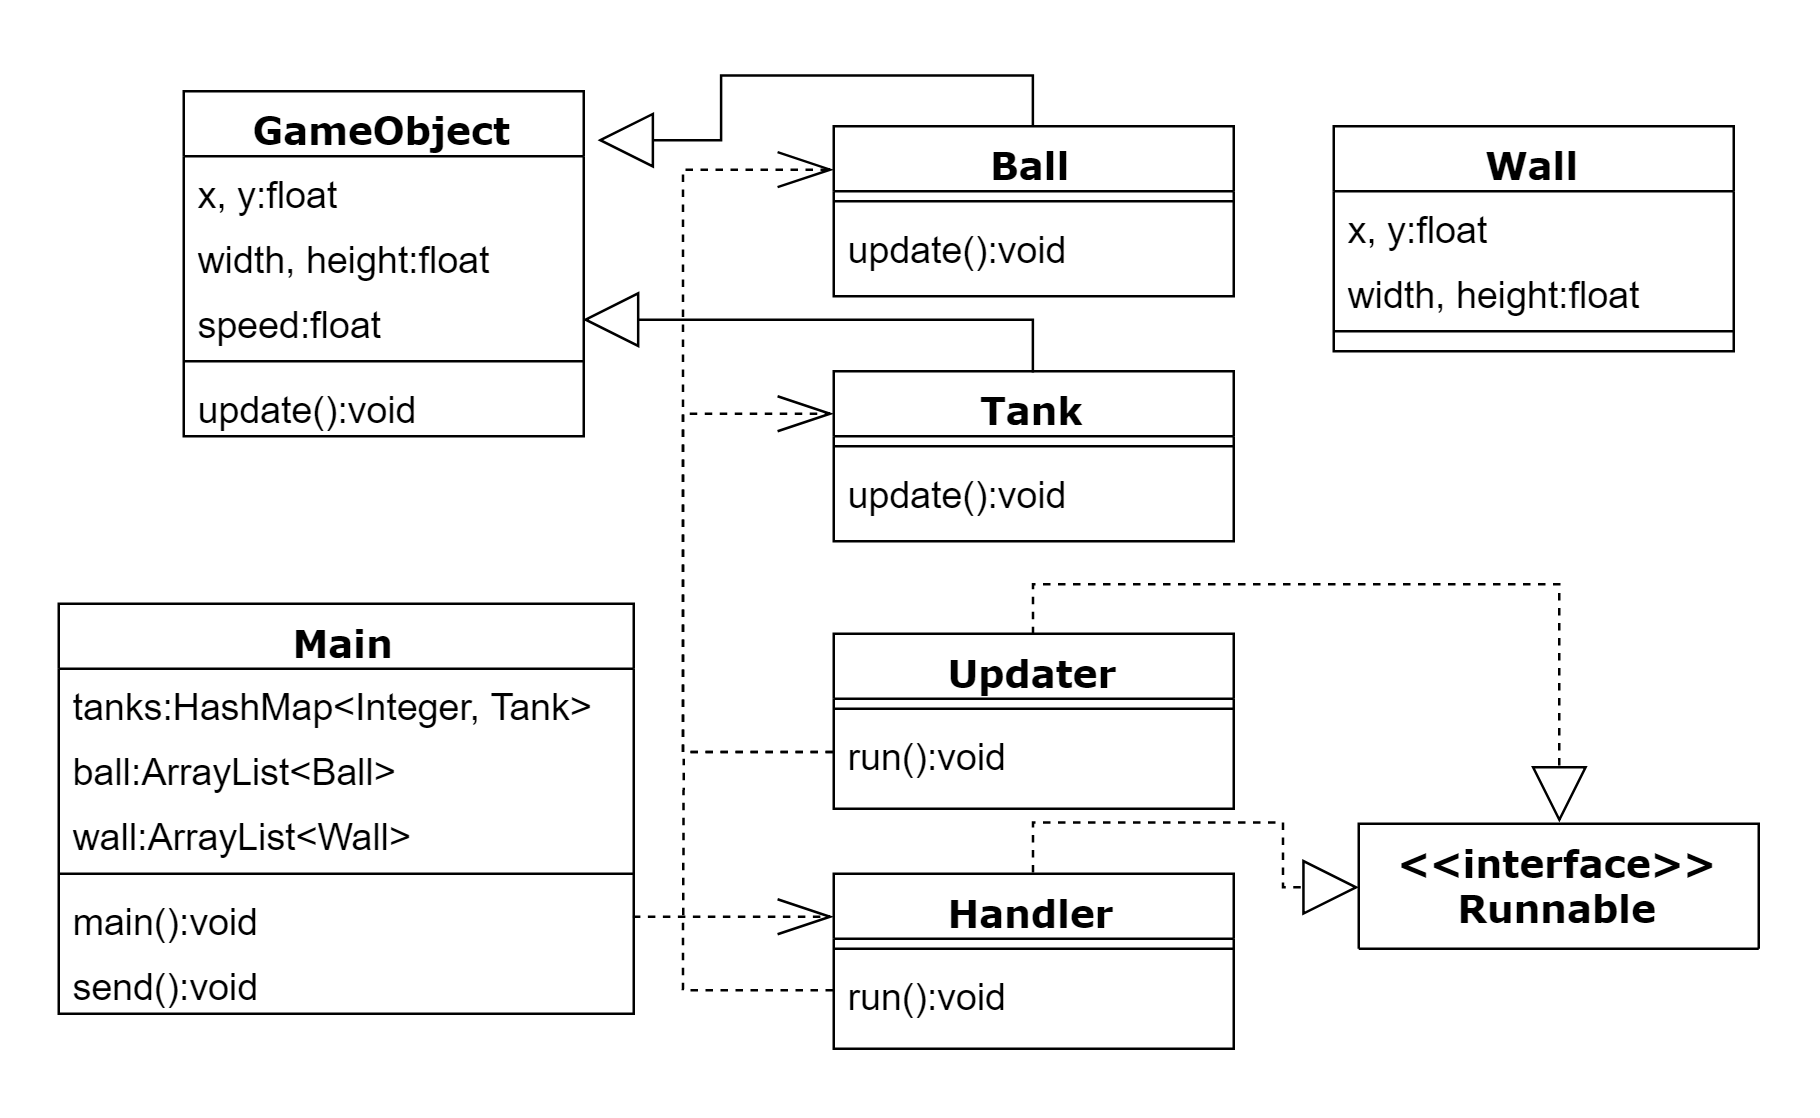 GameObject
x, y:float
width, height:float
speed:float
update():void
Ball
update():void
Wall
x, y:float
width, height:float
Tank
update():void
Main
tanks:HashMap<Integer, Tank>
ball:ArrayList<Ball>
wall:ArrayList<Wall>
main():void
send():void
Updater
run():void
Handler
run():void
<<interface>>
Runnable